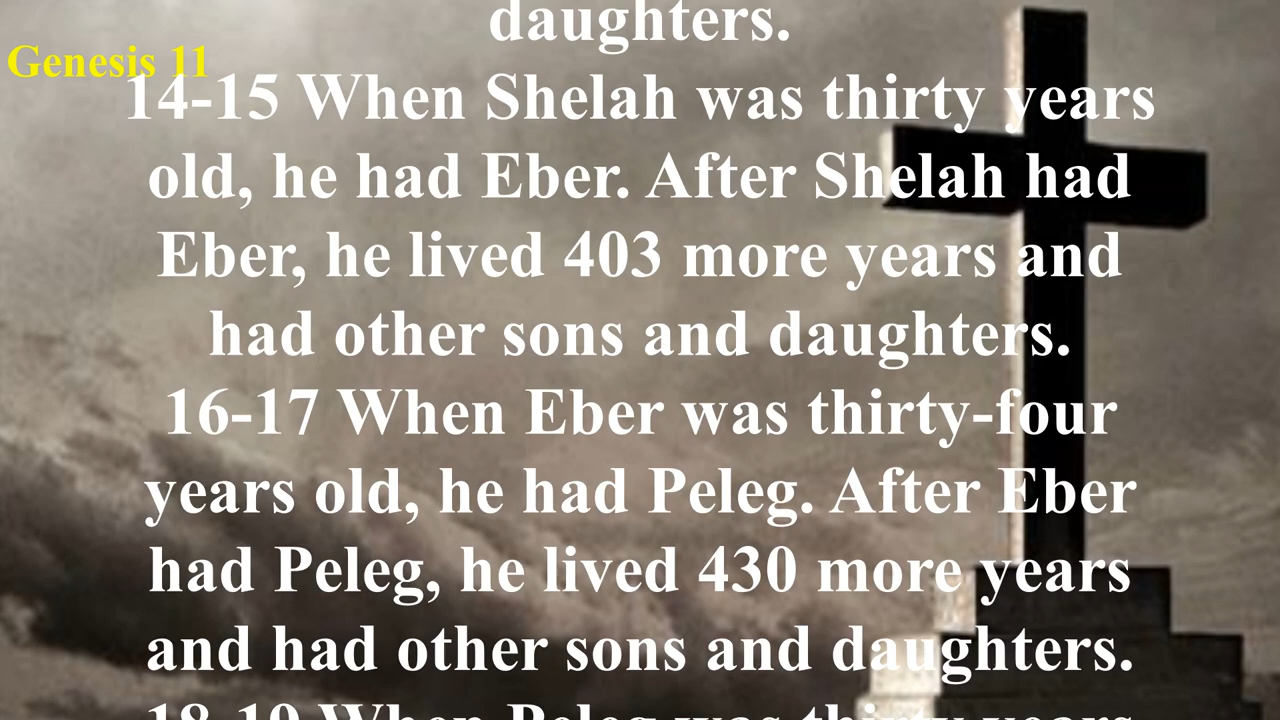 daughters.
Genesis 11
14-15 When Shelah was thirty years
old, he had Eber. After Shelah had
Eber, he lived 403 more years and
had other sons and daughters.
16-17 When Eber was thirty-four
years old, he had Peleg. After Eber
had Peleg, he lived 430 more years
and had other sons and daughters.
18-19 When Peleg was thirty years